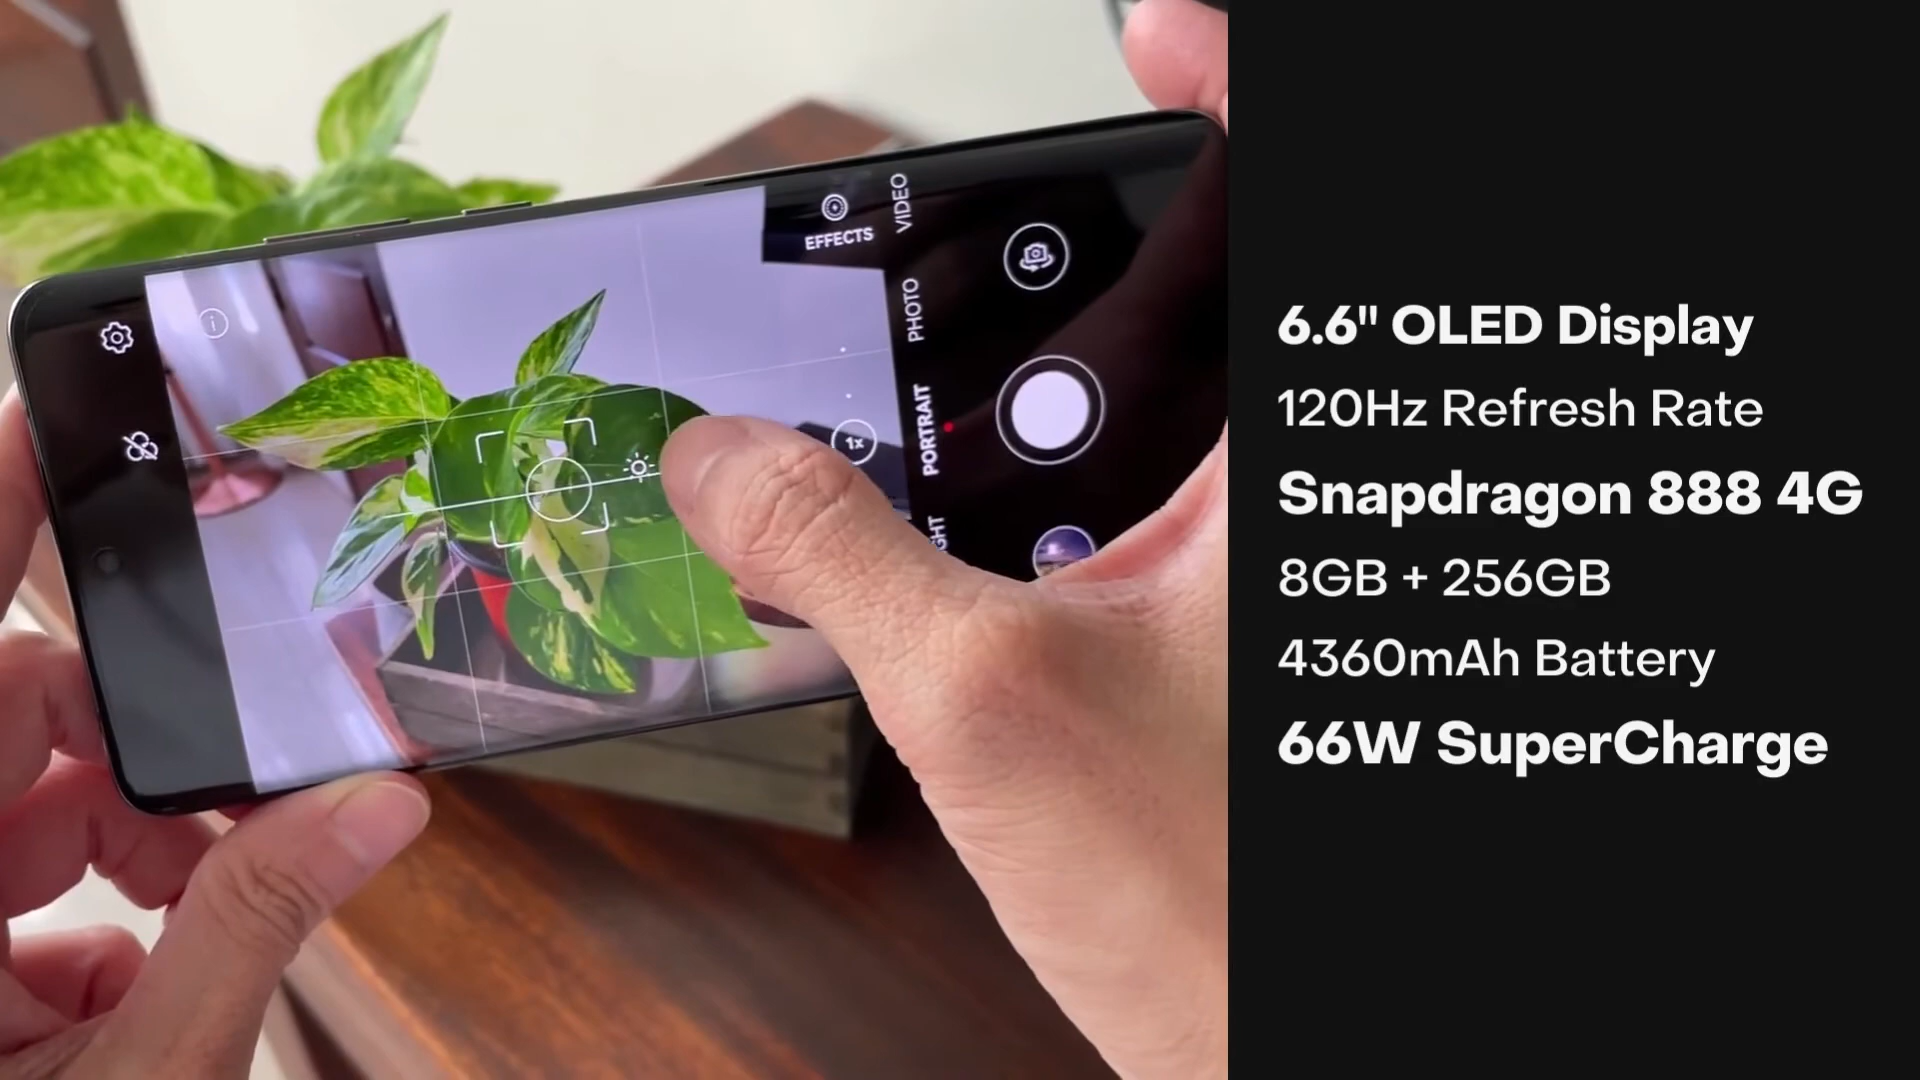 EFFECTS
VIDEO
PHOTO
PORTRAIT
1x
6.6" OLED Display
120Hz Refresh Rate
Snapdragon 888 4G
8GB + 256GB
4360mAh Battery
66W SuperCharge